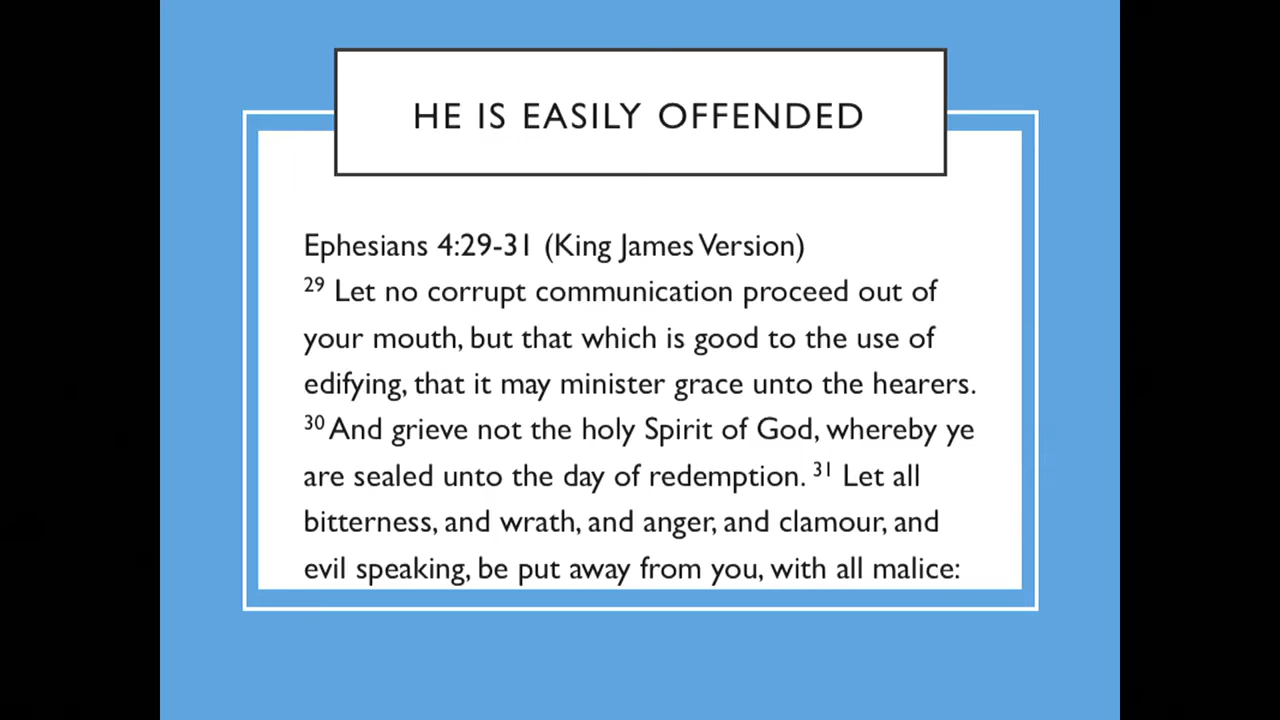 HE IS EASILY OFFENDED
Ephesians 4:29-31 (King James Version)
29 Let no corrupt communication proceed out of
your mouth, but that which is good to the use of
edifying, that it may minister grace unto the hearers.
30 And grieve not the holy Spirit of God, whereby ye
are sealed unto the day of redemption. 31 Let all
bitterness, and wrath, and anger, and clamour, and
evil speaking, be put away from you, with all malice: